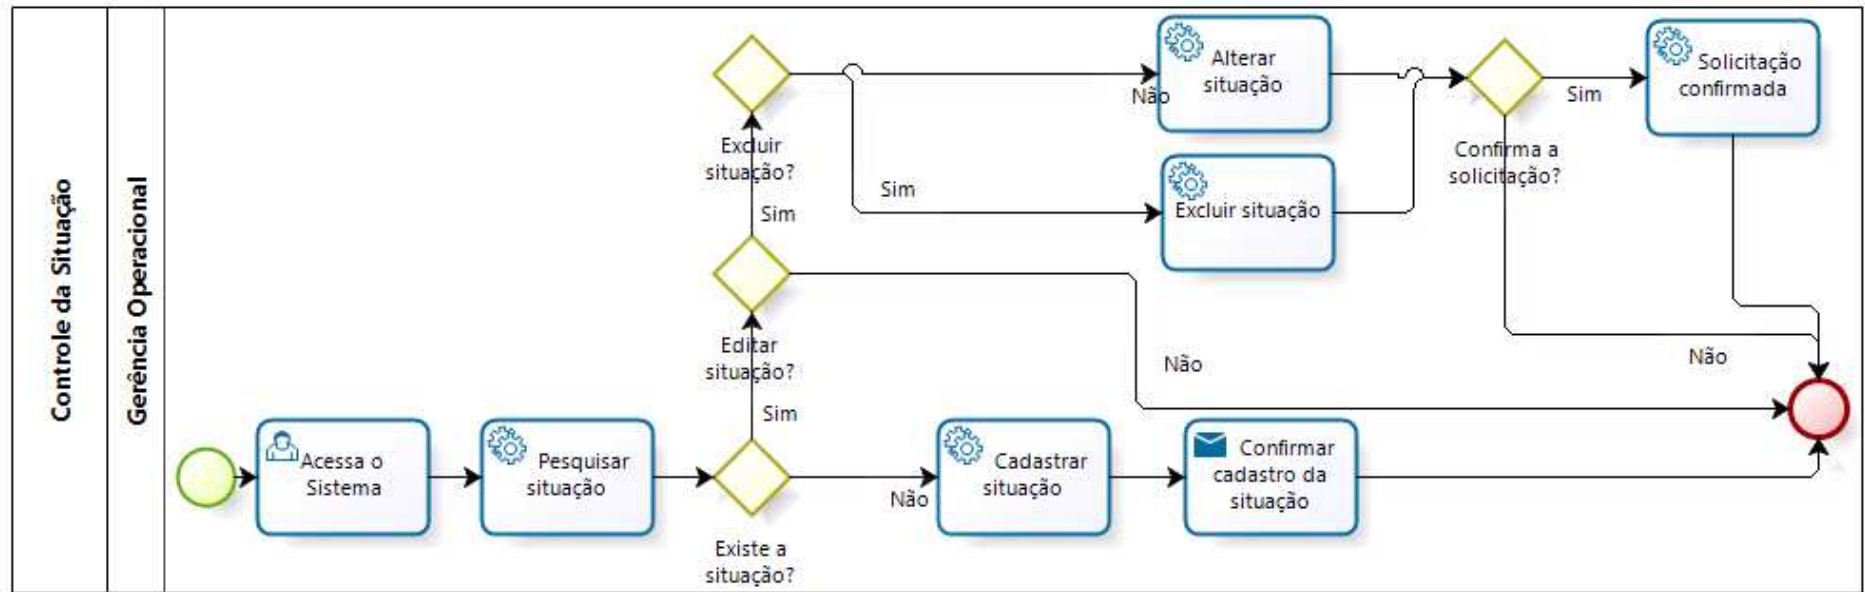 Controle da Situação
Gerência Operacional
Acessa o
Sistema
Pesquisar
situação
Existe a
situação?
Sim
Não
Editar
situação?
Sim
Não
Excluir
situação?
Não
Sim
Alterar
situação
Excluir situação
Confirma a
solicitação?
Sim
Não
Solicitação
confirmada
Cadastrar
situação
Confirmar
cadastro da
situação